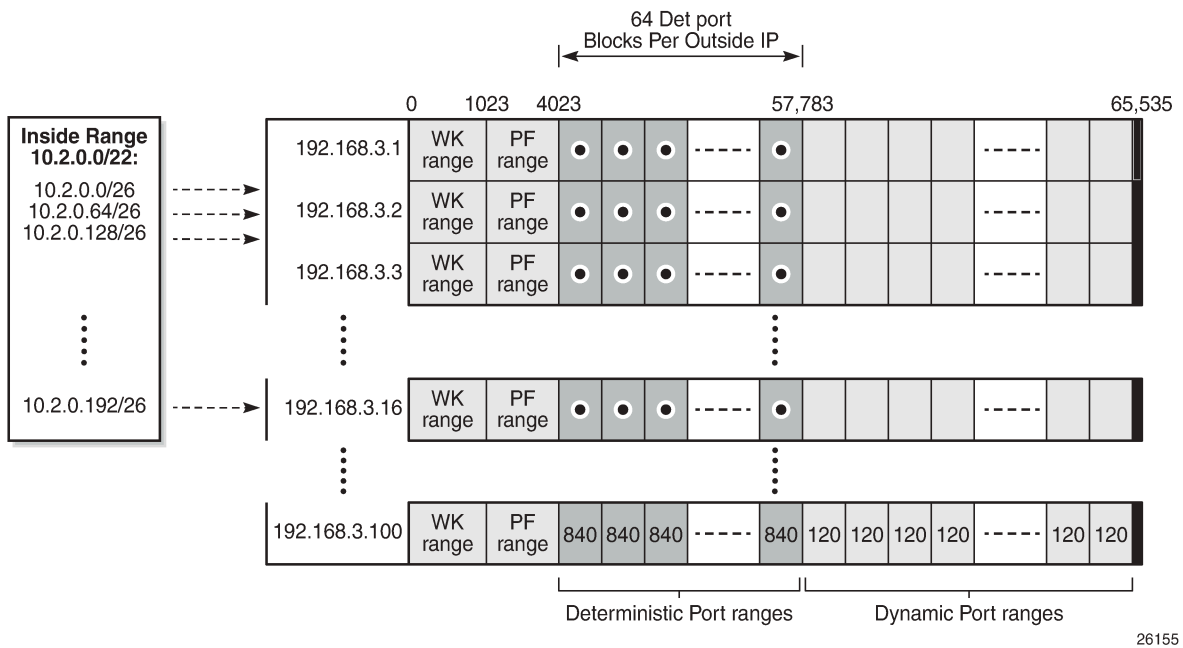 64 Det port
Blocks Per Outside IP
0 1023 4023 57,783 65,535
Inside Range
10.2.0.0/22:
10.2.0.0/26
10.2.0.64/26
10.2.0.128/26
10.2.0.192/26
192.168.3.1 WK range PF range
192.168.3.2 WK range PF range
192.168.3.3 WK range PF range
192.168.3.16 WK range PF range
192.168.3.100 WK range PF range 840 840 840 840 120 120 120 120 120 120
Deterministic Port ranges Dynamic Port ranges
26155